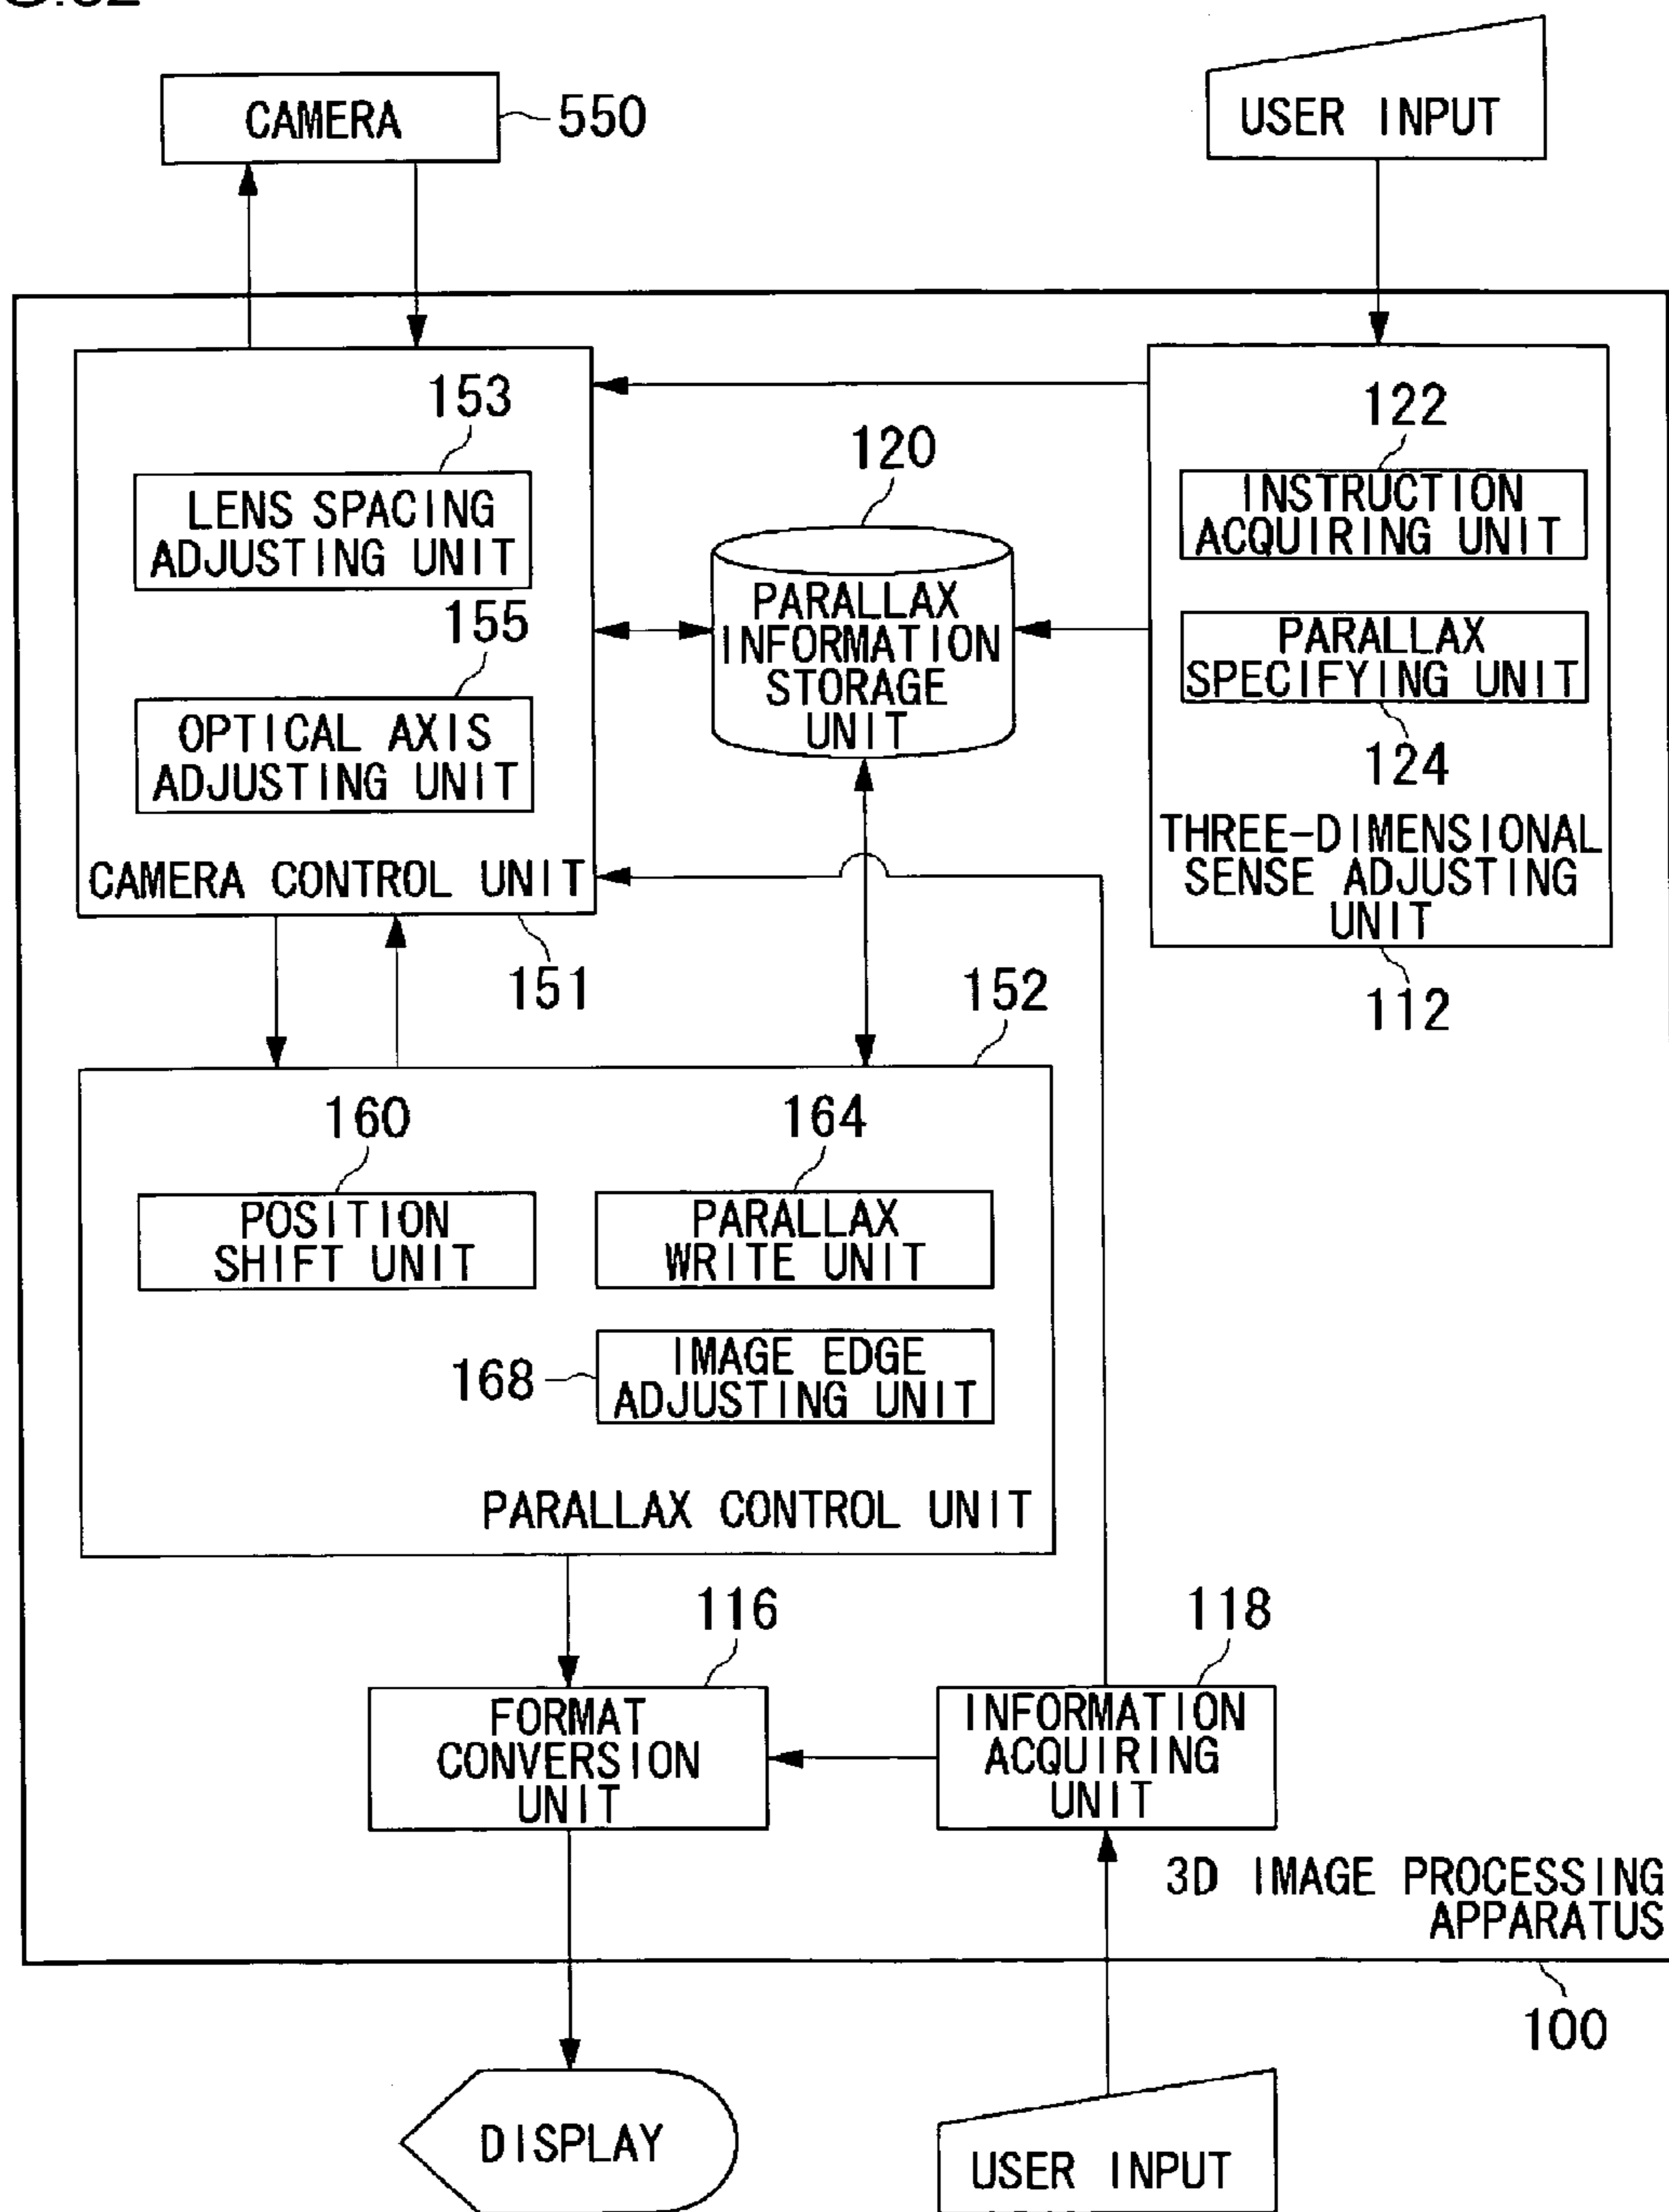 CAMERA
550
USER INPUT
153
LENS SPACING
ADJUSTING UNIT
155
OPTICAL AXIS
ADJUSTING UNIT
CAMERA CONTROL UNIT
151
120
PARALLAX
INFORMATION
STORAGE
UNIT
122
INSTRUCTION
ACQUIRING UNIT
PARALLAX
SPECIFYING UNIT
124
THREE-DIMENSIONAL
SENSE ADJUSTING
UNIT
112
152
160
POSITION
SHIFT UNIT
164
PARALLAX
WRITE UNIT
168
IMAGE EDGE
ADJUSTING UNIT
PARALLAX CONTROL UNIT
116
FORMAT
CONVERSION
UNIT
118
INFORMATION
ACQUIRING
UNIT
3D IMAGE PROCESSING
APPARATUS
100
DISPLAY
USER INPUT